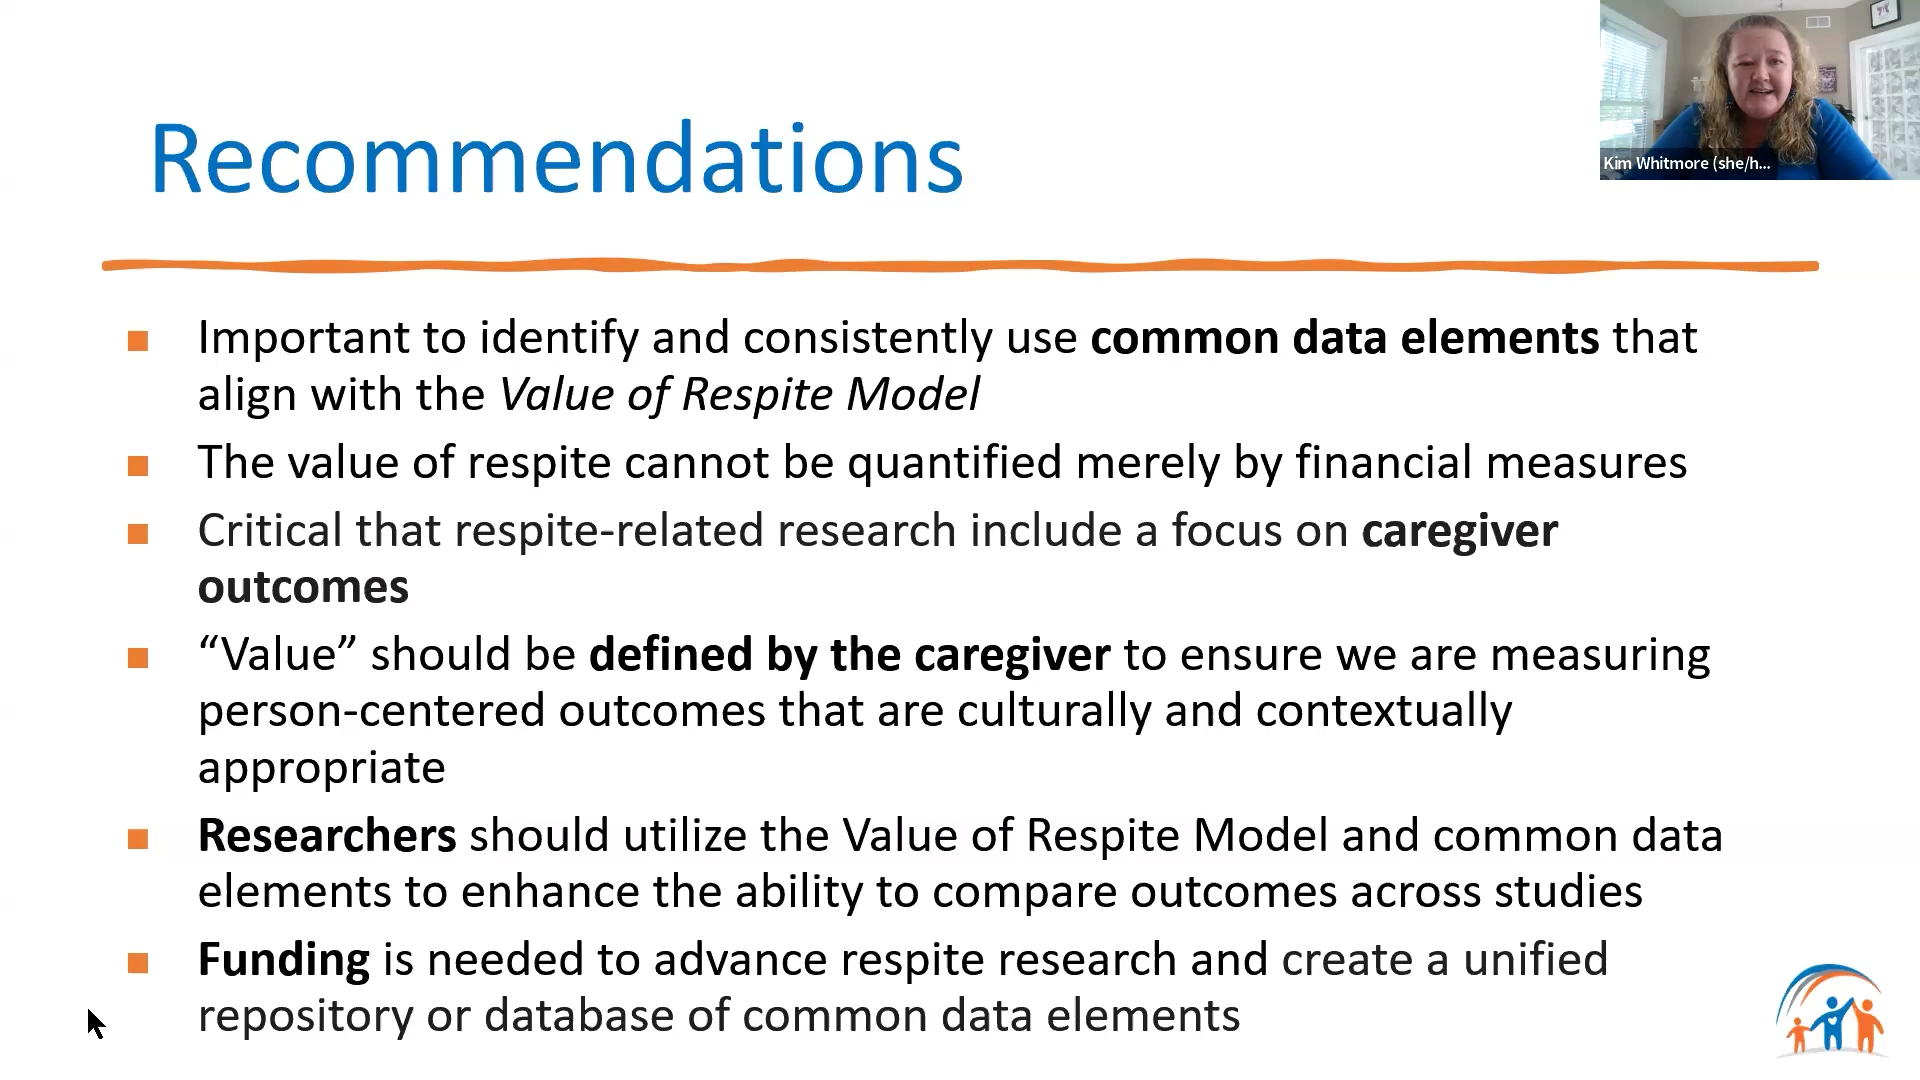 Recommendations
Kim Whitmore (she/h...
Important to identify and consistently use common data elements that
align with the Value of Respite Model
The value of respite cannot be quantified merely by financial measures
Critical that respite-related research include a focus on caregiver
outcomes
“Value” should be defined by the caregiver to ensure we are measuring
person-centered outcomes that are culturally and contextually
appropriate
Researchers should utilize the Value of Respite Model and common data
elements to enhance the ability to compare outcomes across studies
Funding is needed to advance respite research and create a unified
repository or database of common data elements